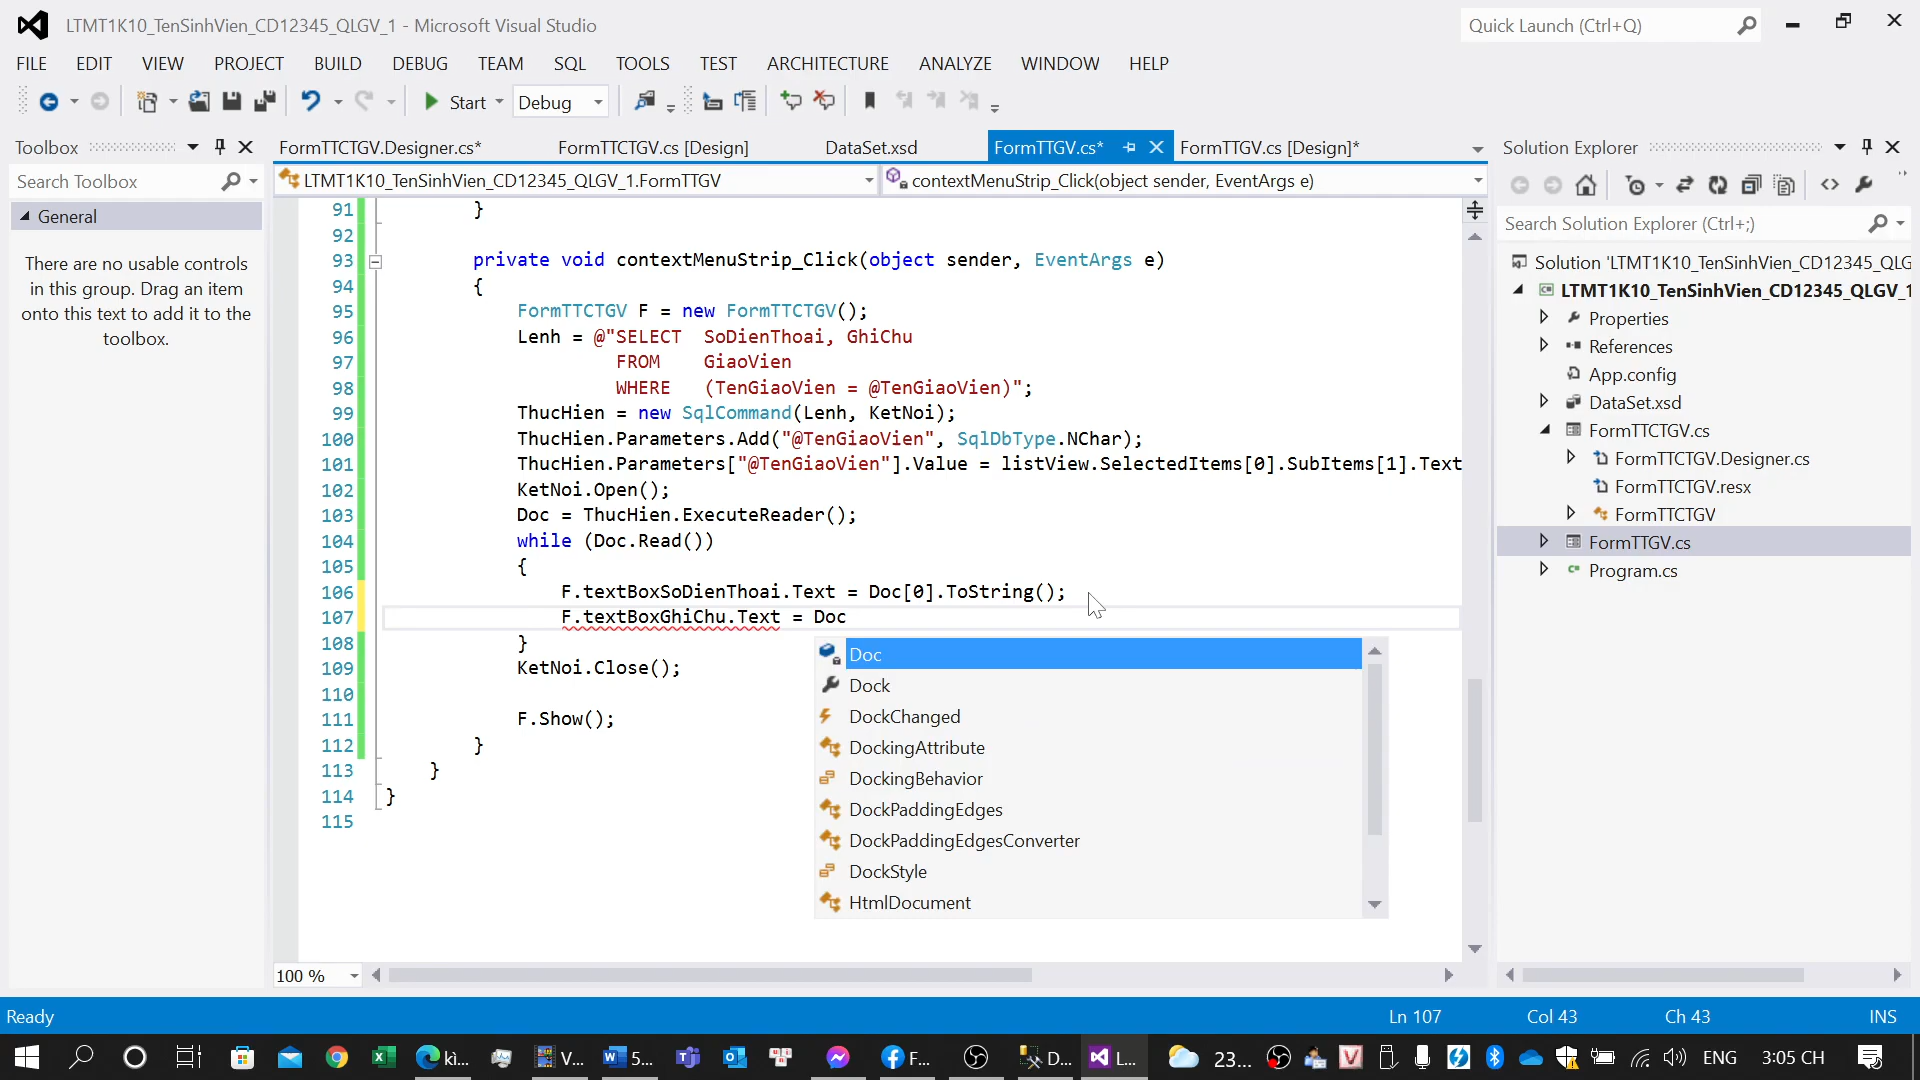 LTMT1K10_TenSinhVien_CD12345_QLGV_1 - Microsoft Visual Studio
Quick Launch (Ctrl+Q)
FILE EDIT VIEW PROJECT BUILD DEBUG TEAM SQL TOOLS TEST ARCHITECTURE ANALYZE WINDOW HELP
Start Debug
Toolbox
FormTTCTGV.Designer.cs* FormTTCTGV.cs [Design] DataSet.xsd FormTTGV.cs* FormTTGV.cs [Design]*
Solution Explorer
Search Toolbox
LTMT1K10_TenSinhVien_CD12345_QLGV_1.FormTTGV
contextMenuStrip_Click(object sender, EventArgs e)
General
There are no usable controls
in this group. Drag an item
onto this text to add it to the
toolbox.
91 }
92
93 private void contextMenuStrip_Click(object sender, EventArgs e)
94 {
95 FormTTCTGV F = new FormTTCTGV();
96 Lenh = @"SELECT SoDienThoai, GhiChu
97 FROM GiaoVien
98 WHERE (TenGiaoVien = @TenGiaoVien)";
99 ThucHien = new SqlCommand(Lenh, KetNoi);
100 ThucHien.Parameters.Add("@TenGiaoVien", SqlDbType.NChar);
101 ThucHien.Parameters["@TenGiaoVien"].Value = listView.SelectedItems[0].SubItems[1].Text
102 KetNoi.Open();
103 Doc = ThucHien.ExecuteReader();
104 while (Doc.Read())
105 {
106 F.textBoxSoDienThoai.Text = Doc[0].ToString();
107 F.textBoxGhiChu.Text = Doc
108 }
109 KetNoi.Close();
110
111 F.Show();
112 }
113 }
114 }
115
Doc
Dock
DockChanged
DockingAttribute
DockingBehavior
DockPaddingEdges
DockPaddingEdgesConverter
DockStyle
HtmlDocument
100 %
Search Solution Explorer (Ctrl+;)
Solution 'LTMT1K10_TenSinhVien_CD12345_QLG
LTMT1K10_TenSinhVien_CD12345_QLGV_1
Properties
References
App.config
DataSet.xsd
FormTTCTGV.cs
FormTTCTGV.Designer.cs
FormTTCTGV.resx
FormTTCTGV
FormTTGV.cs
Program.cs
Ready Ln 107 Col 43 Ch 43 INS
kì... V... 5... F... D... L... 23... ENG 3:05 CH